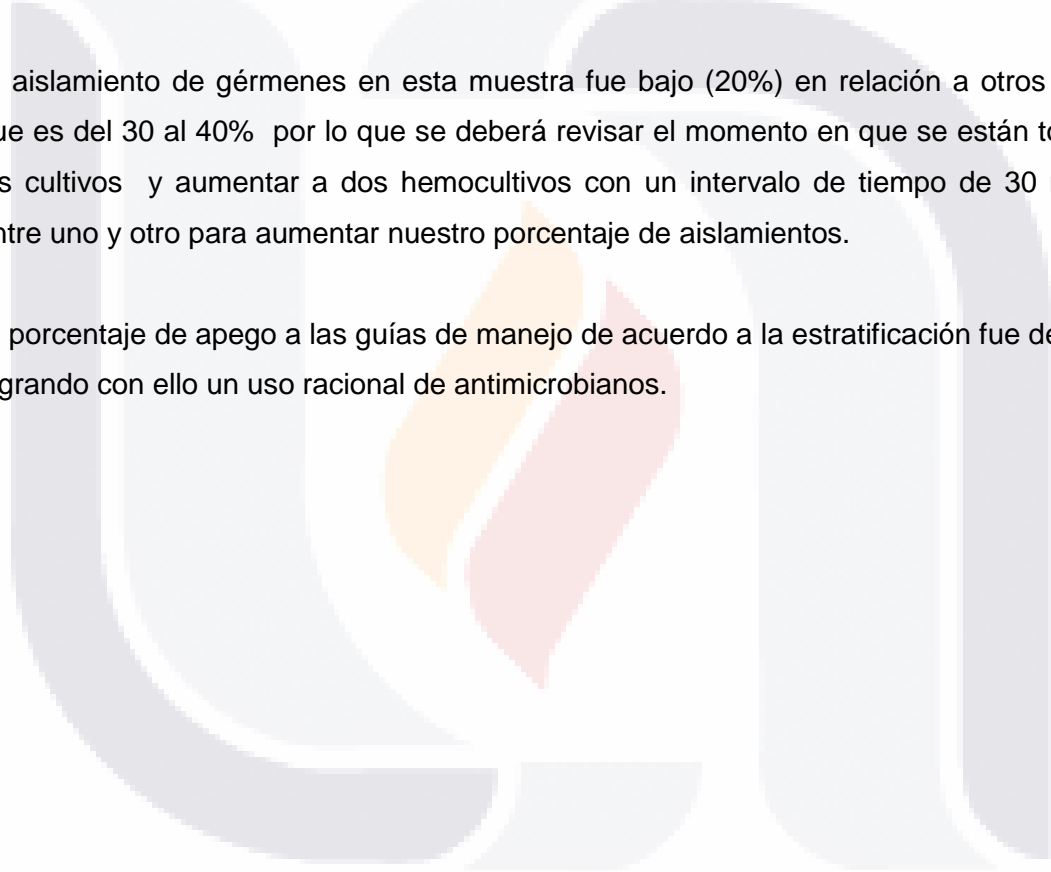 aislamiento de gérmenes en esta muestra fue bajo (20%) en relación a otros
ue es del 30 al 40% por lo que se deberá revisar el momento en que se están to
s cultivos y aumentar a dos hemocultivos con un intervalo de tiempo de 30
ntre uno y otro para aumentar nuestro porcentaje de aislamientos.
porcentaje de apego a las guías de manejo de acuerdo a la estratificación fue de
grando con ello un uso racional de antimicrobianos.